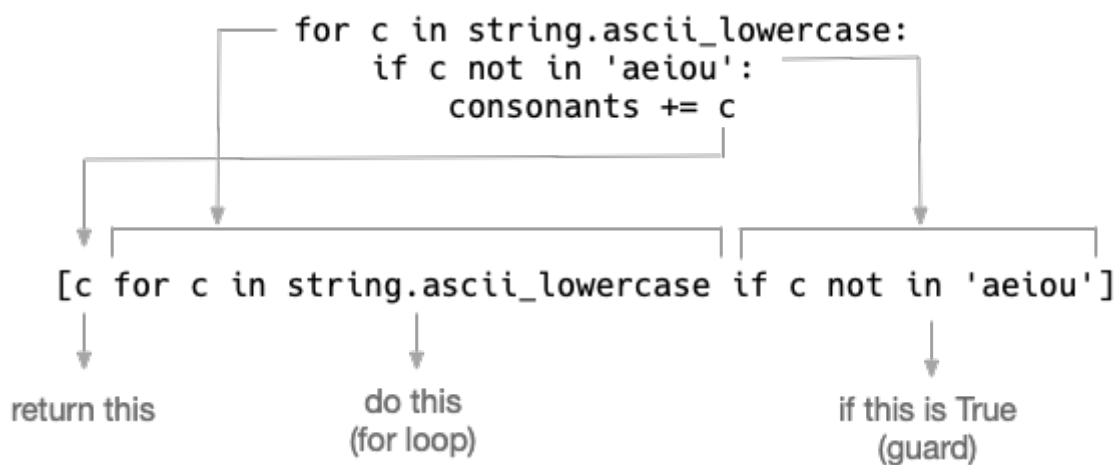 for c in string.ascii_lowercase:
if c not in 'aeiou':
consonants += c
[c for c in string.ascii_lowercase if c not in 'aeiou']
return this
do this
(for loop)
if this is True
(guard)